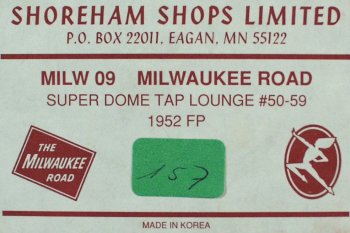 SHOREHAM SHOPS LIMITED
P.O. BOX 22011, EAGAN, MN 55122
MILW 09 MILWAUKEE ROAD
SUPER DOME TAP LOUNGE #50-59
1952 FP
THE
MILWAUKEE
ROAD
157
MADE IN KOREA